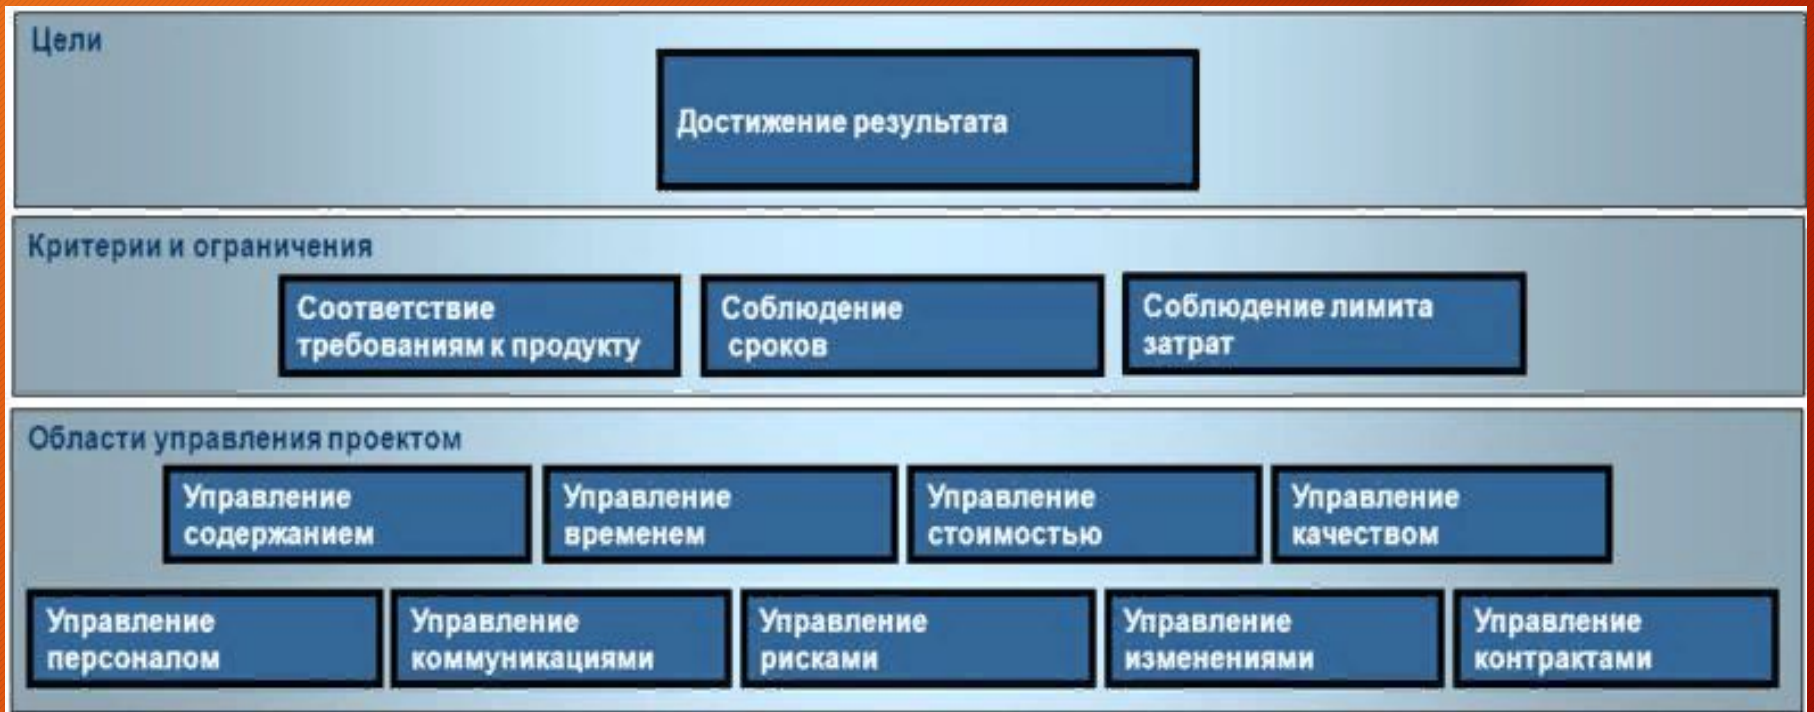 Цели
Достижение результата
Критерии и ограничения
Соответствие
требованиям к продукту
Соблюдение
сроков
Соблюдение лимита
затрат
Области управления проектом
Управление
содержанием
Управление
временем
Управление
стоимостью
Управление
качеством
Управление
персоналом
Управление
коммуникациями
Управление
рисками
Управление
изменениями
Управление
контрактами